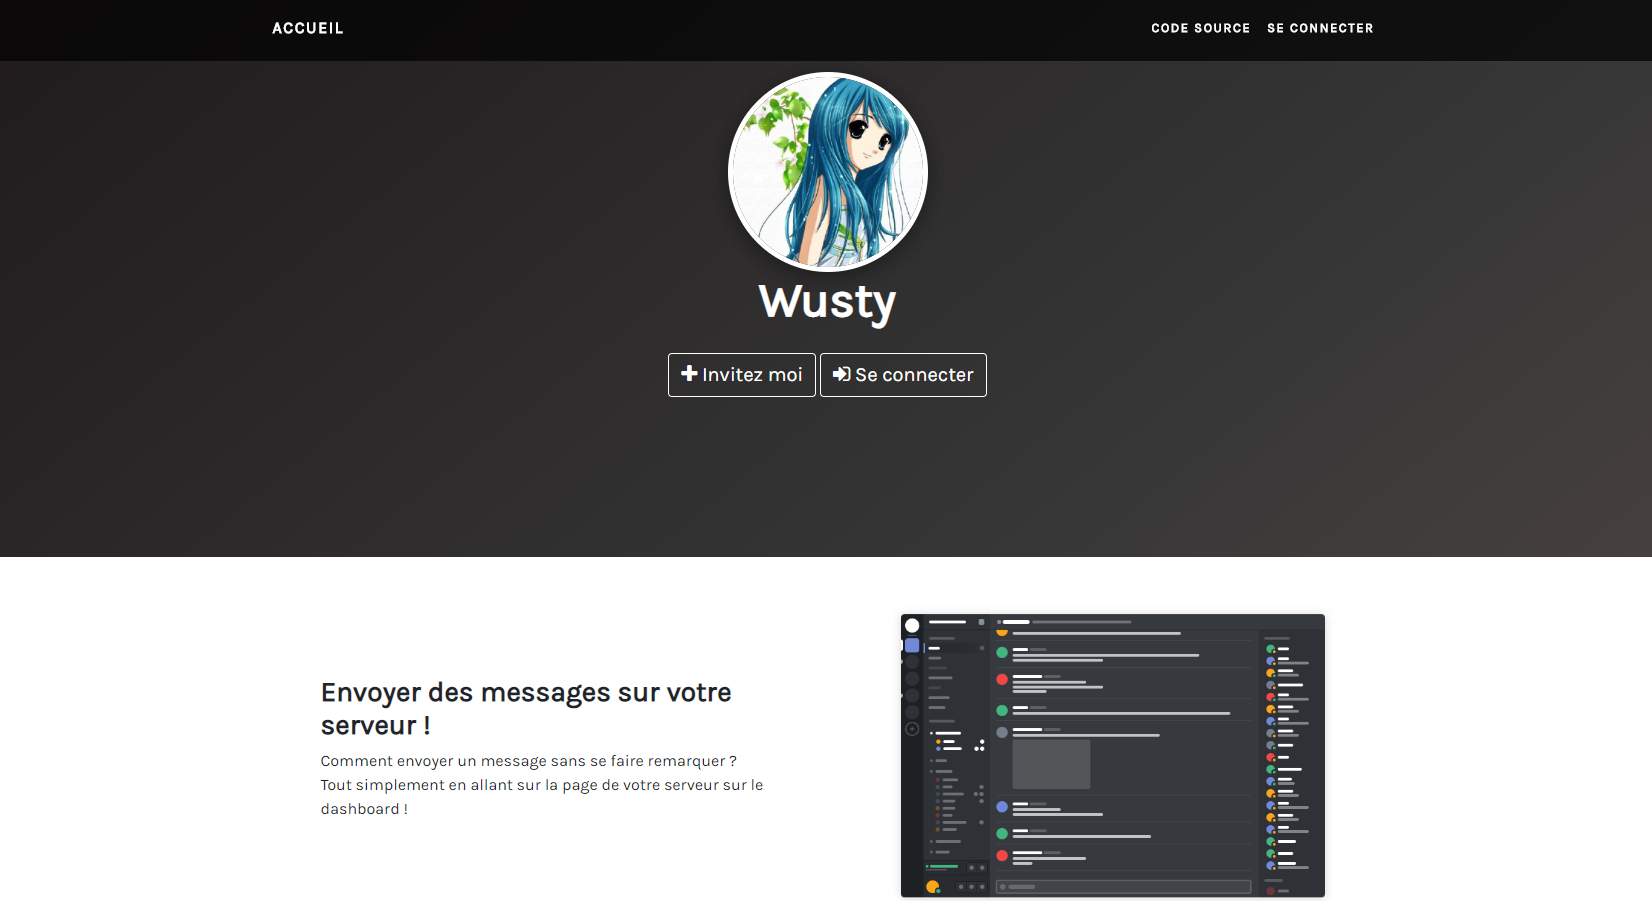 ACCUEIL
CODE SOURCE
SE CONNECTER
Wusty
Invitez moi
Se connecter
Envoyer des messages sur votre
serveur !
Comment envoyer un message sans se faire remarquer ?
Tout simplement en allant sur la page de votre serveur sur le
dashboard !